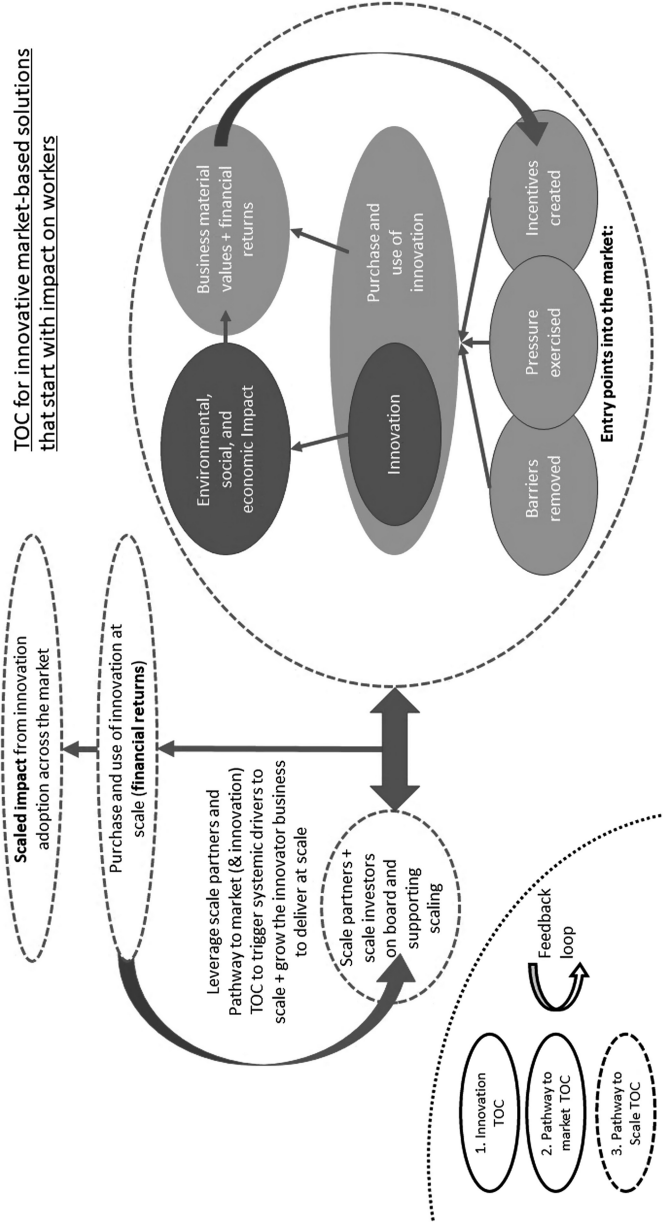 TOC for innovative market-based solutions
that start with impact on workers
Scaled impact from innovation
adoption across the market
Purchase and use of innovation at
scale (financial returns)
Leverage scale partners and
Pathway to market (& innovation)
TOC to trigger systemic drivers to
scale + grow the innovator business
to deliver at scale
Scale partners +
scale investors
on board and
supporting
scaling
Environmental,
social, and
economic Impact
Business material
values + financial
returns
Innovation
Purchase and
use of
innovation
Barriers
removed
Pressure
exercised
Incentives
created
Entry points into the market:
1. Innovation
TOC
2. Pathway to
market TOC
3. Pathway to
Scale TOC
Feedback
loop